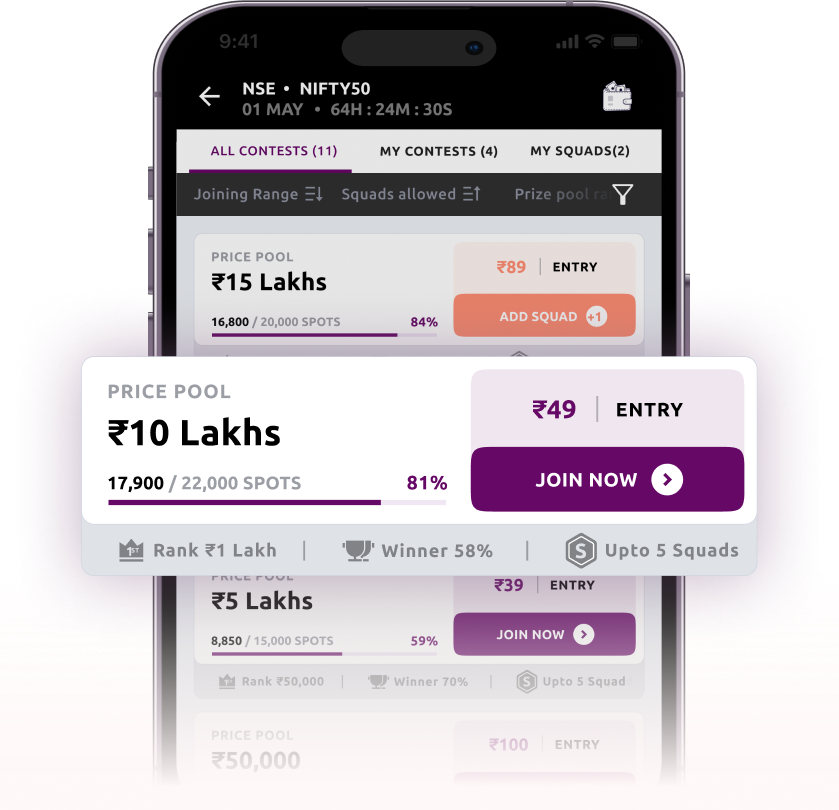 9:41
NSE • NIFTY50
01 MAY • 64H : 24M : 30S
ALL CONTESTS (11) MY CONTESTS (4) MY SQUADS(2)
Joining Range Squads allowed Prize pool ra
PRICE POOL
₹15 Lakhs
₹89 | ENTRY
16,800 / 20,000 SPOTS 84%
ADD SQUAD +1
PRICE POOL
₹10 Lakhs
₹49 | ENTRY
17,900 / 22,000 SPOTS 81%
JOIN NOW
1ST Rank ₹1 Lakh | Winner 58% | S Upto 5 Squads
PRICE POOL
₹5 Lakhs
₹39 | ENTRY
8,850 / 15,000 SPOTS 59%
JOIN NOW
Rank ₹50,000 | Winner 70% | S Upto 5 Squad
PRICE POOL
₹50,000
₹100 | ENTRY